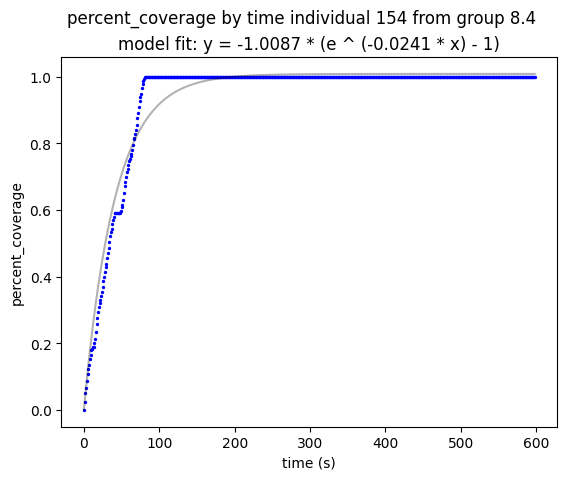 percent_coverage by time individual 154 from group 8.4
model fit: y = -1.0087 * (e ^ (-0.0241 * x) - 1)
1.0
0.8
0.6
0.4
0.2
0.0
percent_coverage
0 100 200 300 400 500 600
time (s)